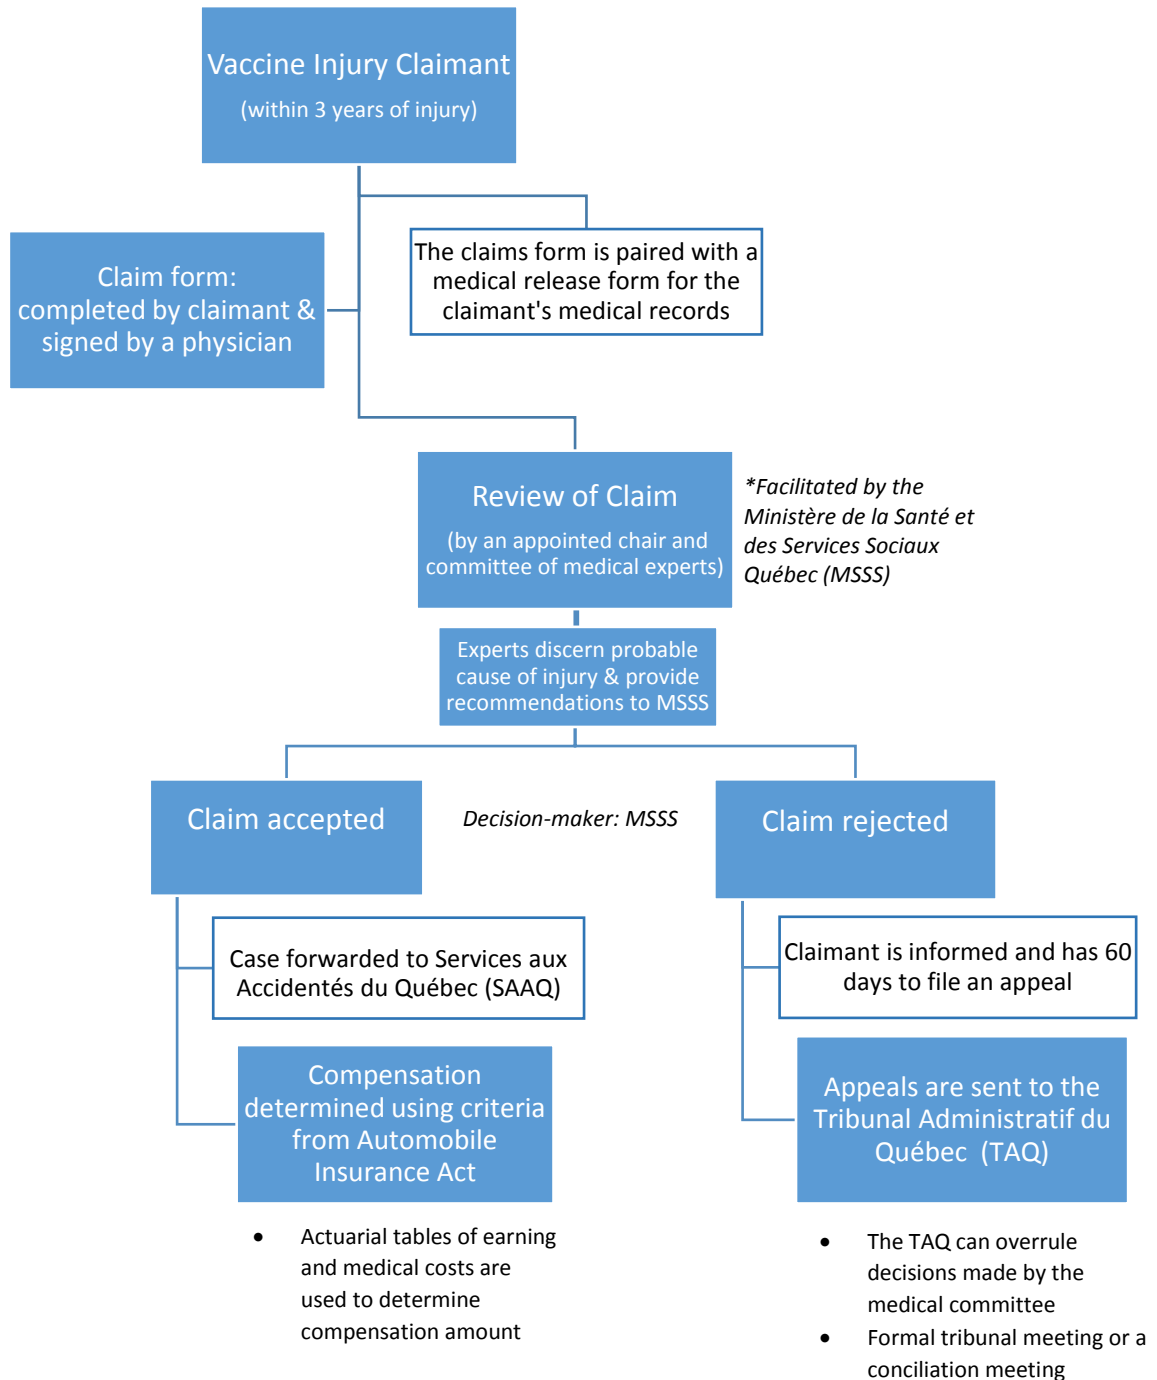 Vaccine Injury Claimant
(within 3 years of injury)
Claim form:
completed by claimant &
signed by a physician
The claims form is paired with a
medical release form for the
claimant's medical records
Review of Claim
(by an appointed chair and
committee of medical experts)
*Facilitated by the
Ministère de la Santé et
des Services Sociaux
Québec (MSSS)
Experts discern probable
cause of injury & provide
recommendations to MSSS
Claim accepted
Decision-maker: MSSS
Claim rejected
Case forwarded to Services aux
Accidentés du Québec (SAAQ)
Claimant is informed and has 60
days to file an appeal
Compensation
determined using criteria
from Automobile
Insurance Act
Appeals are sent to the
Tribunal Administratif du
Québec (TAQ)
• Actuarial tables of earning
and medical costs are
used to determine
compensation amount
• The TAQ can overrule
decisions made by the
medical committee
• Formal tribunal meeting or a
conciliation meeting